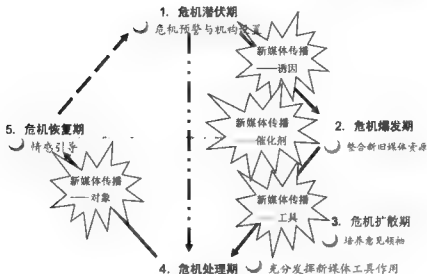 1. 危机潜伏期
危机预警与机构设置
新媒体传播
——诱因
新媒体传播
——催化剂
5. 危机恢复期
情感引导
2. 危机爆发期
整合新旧媒体资源
新媒体传播
——对象
新媒体传播
——工具
3. 危机扩散期
培养意见领袖
4. 危机处理期
充分发挥新媒体工具作用